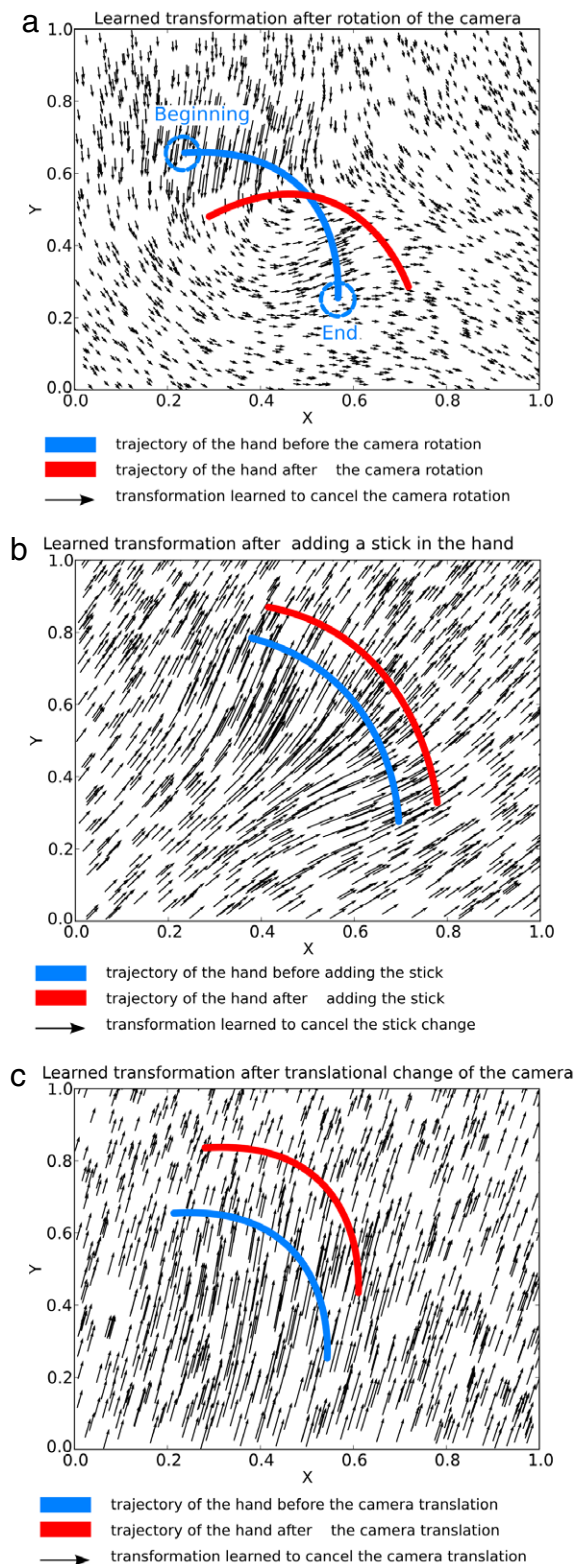 a
Learned transformation after rotation of the camera
1.0
0.8
0.6
0.4
0.2
0.0
Y
Beginning
End
0.0 0.2 0.4 0.6 0.8 1.0
X
trajectory of the hand before the camera rotation
trajectory of the hand after the camera rotation
transformation learned to cancel the camera rotation
b
Learned transformation after adding a stick in the hand
1.0
0.8
0.6
0.4
0.2
0.0
Y
0.0 0.2 0.4 0.6 0.8 1.0
X
trajectory of the hand before adding the stick
trajectory of the hand after adding the stick
transformation learned to cancel the stick change
c
Learned transformation after translational change of the camera
1.0
0.8
0.6
0.4
0.2
0.0
Y
0.0 0.2 0.4 0.6 0.8 1.0
X
trajectory of the hand before the camera translation
trajectory of the hand after the camera translation
transformation learned to cancel the camera translation